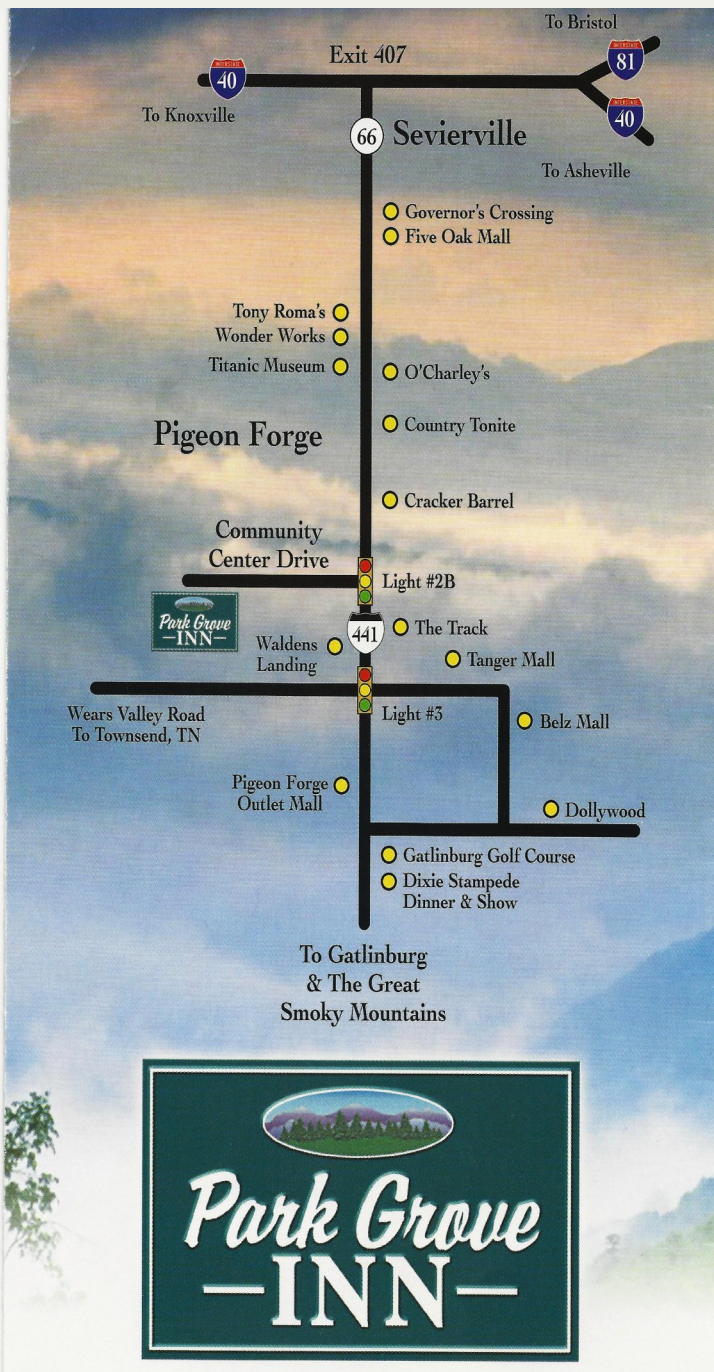 To Bristol
Exit 407
INTERSTATE
81
INTERSTATE
40
To Knoxville
INTERSTATE
40
66 Sevierville
To Asheville
Governor's Crossing
Five Oak Mall
Tony Roma's
Wonder Works
Titanic Museum
O'Charley's
Country Tonite
Pigeon Forge
Cracker Barrel
Community
Center Drive
Light #2B
Park Grove
INN
441
The Track
Waldens
Landing
Tanger Mall
Wears Valley Road
To Townsend, TN
Light #3
Belz Mall
Pigeon Forge
Outlet Mall
Dollywood
Gatlinburg Golf Course
Dixie Stampede
Dinner & Show
To Gatlinburg
& The Great
Smoky Mountains
Park Grove
INN